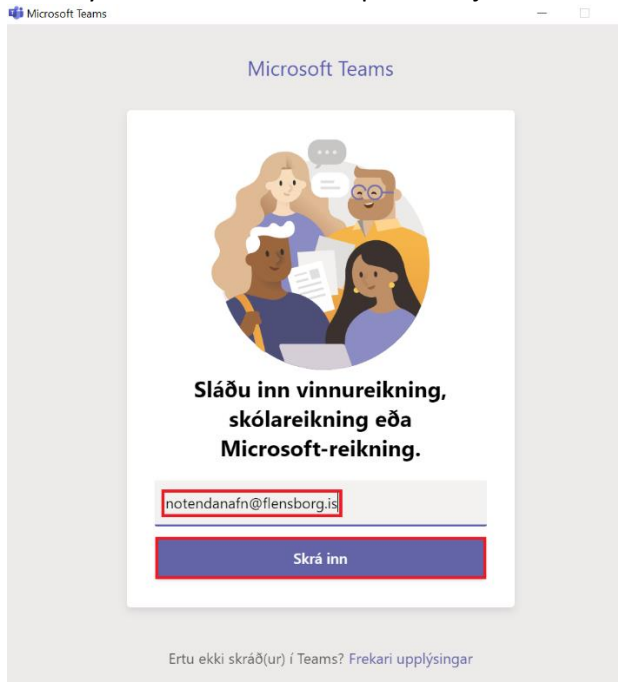 Microsoft Teams
Microsoft Teams
Sláðu inn vinnureikning,
skólareikning eða
Microsoft-reikning.
notendanafn@flensborg.is
Skrá inn
Ertu ekki skráð(ur) í Teams? Frekari upplýsingar